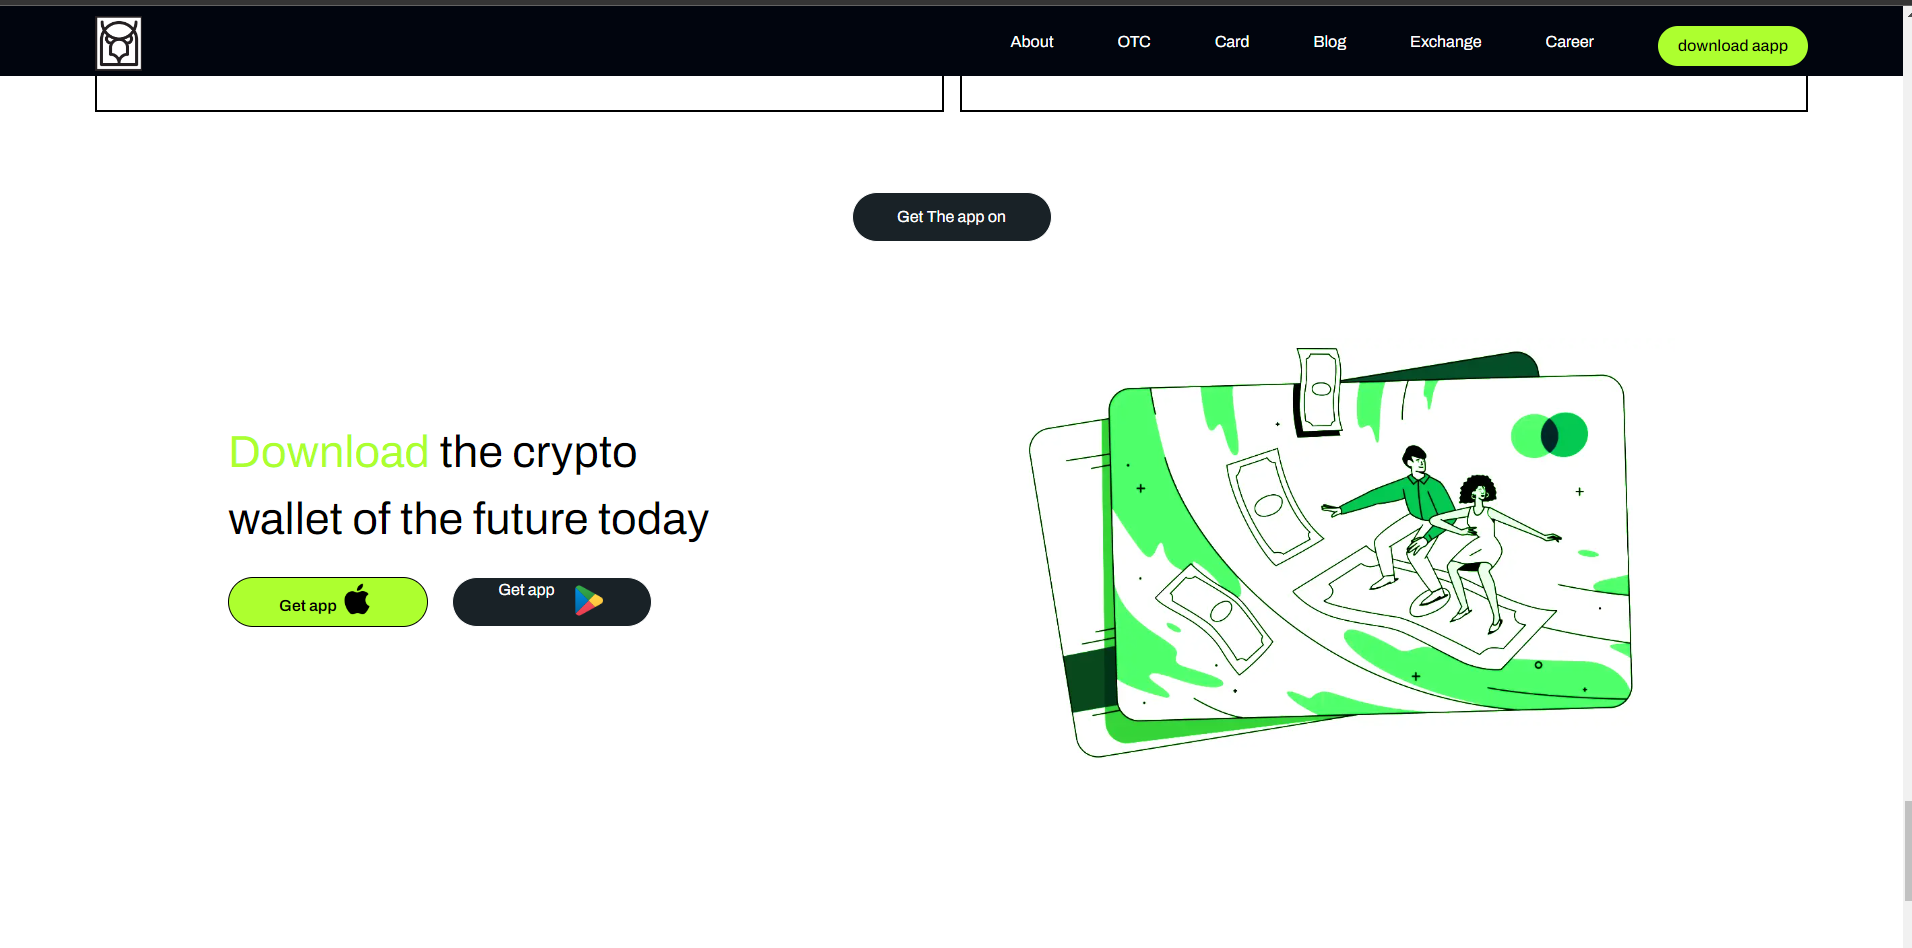 About
OTC
Card
Blog
Exchange
Career
download aapp
Get The app on
Download the crypto
wallet of the future today
Get app
Get app